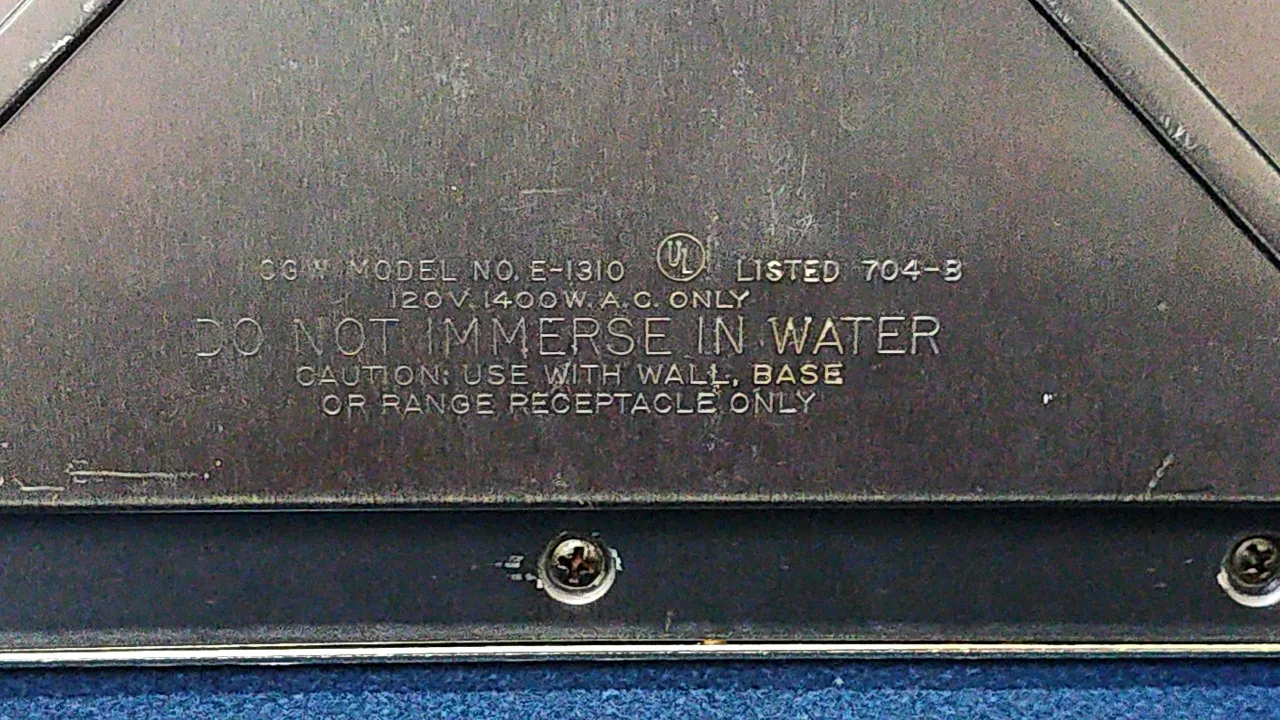 CGW MODEL NO. E-1310 UL LISTED 704-B
120V. 1400W. A.C. ONLY
DO NOT IMMERSE IN WATER
CAUTION: USE WITH WALL, BASE
OR RANGE RECEPTACLE ONLY